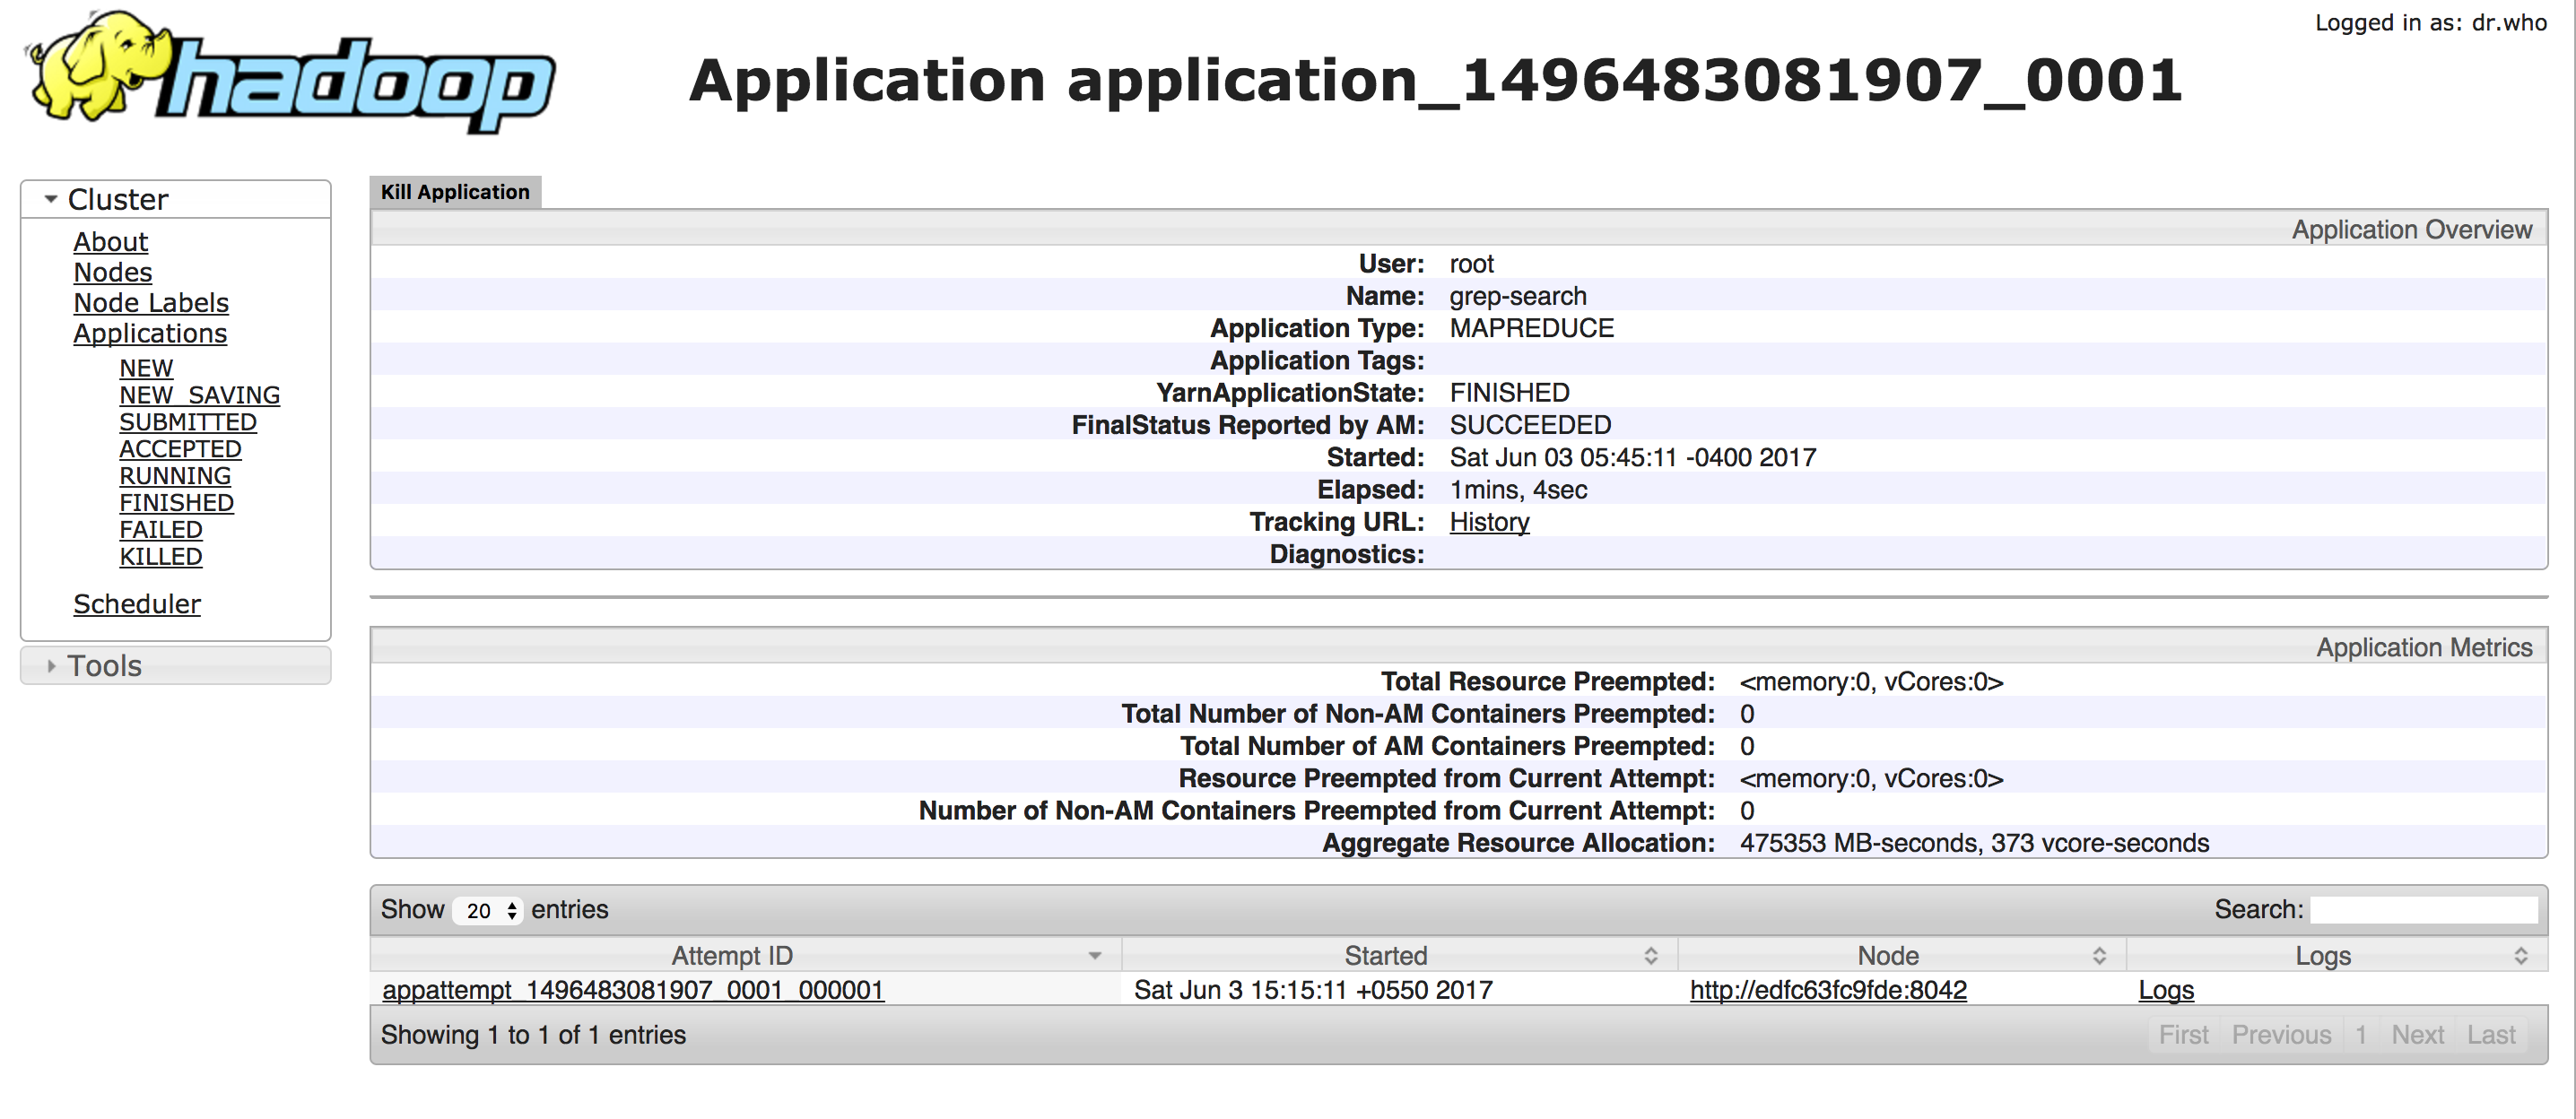 Logged in as: dr.who
hadoop
Application application_1496483081907_0001
Cluster
About
Nodes
Node Labels
Applications
NEW
NEW_SAVING
SUBMITTED
ACCEPTED
RUNNING
FINISHED
FAILED
KILLED
Scheduler
Tools
Kill Application
Application Overview
User: root
Name: grep-search
Application Type: MAPREDUCE
Application Tags:
YarnApplicationState: FINISHED
FinalStatus Reported by AM: SUCCEEDED
Started: Sat Jun 03 05:45:11 -0400 2017
Elapsed: 1mins, 4sec
Tracking URL: History
Diagnostics:
Application Metrics
Total Resource Preempted: <memory:0, vCores:0>
Total Number of Non-AM Containers Preempted: 0
Total Number of AM Containers Preempted: 0
Resource Preempted from Current Attempt: <memory:0, vCores:0>
Number of Non-AM Containers Preempted from Current Attempt: 0
Aggregate Resource Allocation: 475353 MB-seconds, 373 vcore-seconds
Show 20 entries Search:
Attempt ID Started Node Logs
appattempt_1496483081907_0001_000001 Sat Jun 3 15:15:11 +0550 2017 http://edfc63fc9fde:8042 Logs
Showing 1 to 1 of 1 entries First Previous 1 Next Last